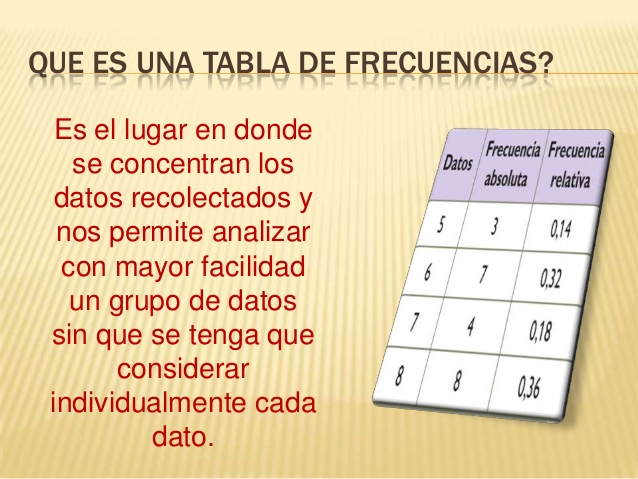 QUE ES UNA TABLA DE FRECUENCIAS?
Es el lugar en donde
se concentran los
datos recolectados y
nos permite analizar
con mayor facilidad
un grupo de datos
sin que se tenga que
considerar
individualmente cada
dato.
Datos Frecuencia absoluta Frecuencia relativa
5 3 0,14
6 7 0,32
7 4 0,18
8 8 0,36